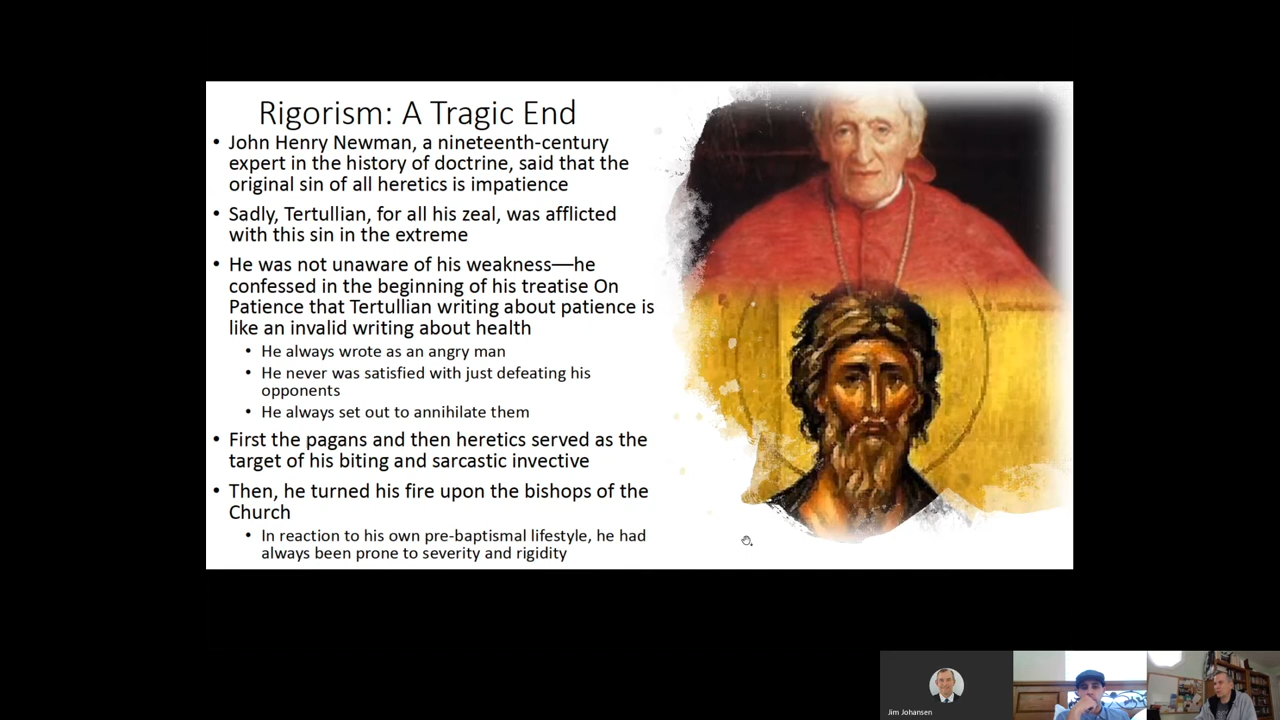 Rigorism: A Tragic End
• John Henry Newman, a nineteenth-century
expert in the history of doctrine, said that the
original sin of all heretics is impatience
• Sadly, Tertullian, for all his zeal, was afflicted
with this sin in the extreme
• He was not unaware of his weakness—he
confessed in the beginning of his treatise On
Patience that Tertullian writing about patience is
like an invalid writing about health
• He always wrote as an angry man
• He never was satisfied with just defeating his
opponents
• He always set out to annihilate them
• First the pagans and then heretics served as the
target of his biting and sarcastic invective
• Then, he turned his fire upon the bishops of the
Church
• In reaction to his own pre-baptismal lifestyle, he had
always been prone to severity and rigidity
Jim Johansen